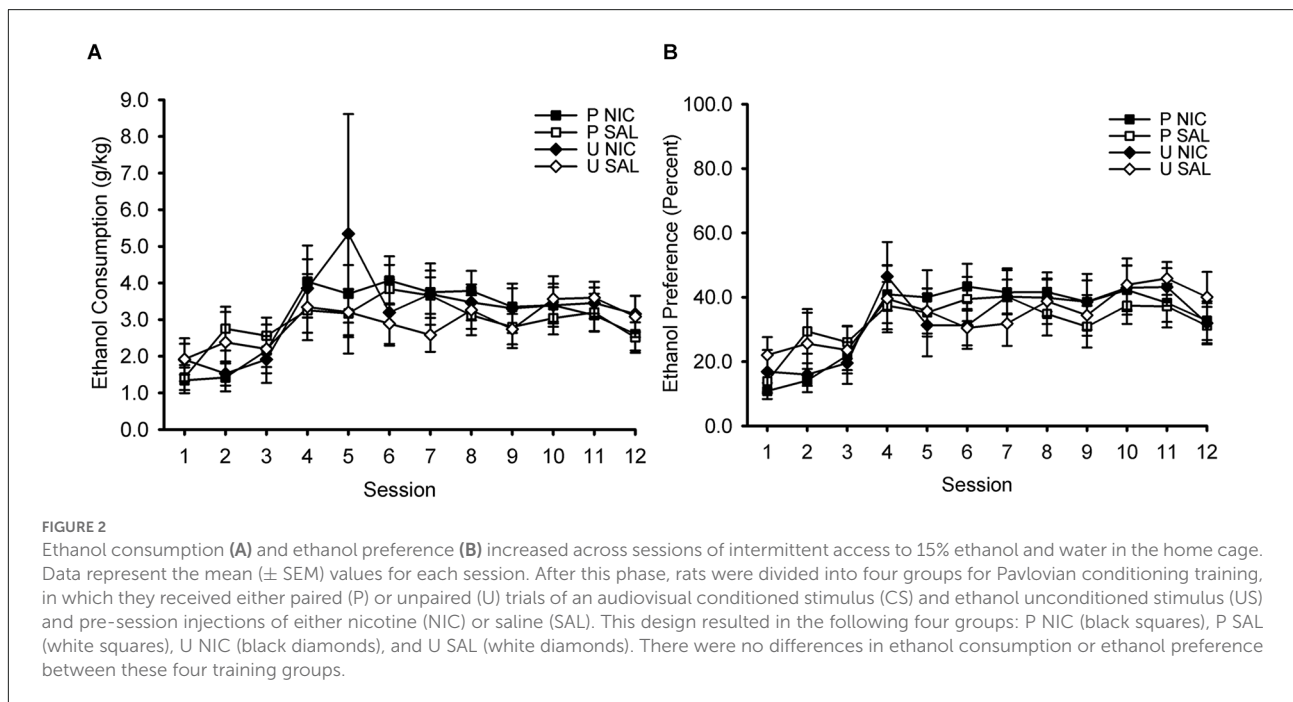 A
B
9.0
8.0
7.0
6.0
5.0
4.0
3.0
2.0
1.0
0.0
Ethanol Consumption (g/kg)
P NIC
P SAL
U NIC
U SAL
1 2 3 4 5 6 7 8 9 10 11 12
Session
100.0
80.0
60.0
40.0
20.0
0.0
Ethanol Preference (Percent)
P NIC
P SAL
U NIC
U SAL
1 2 3 4 5 6 7 8 9 10 11 12
Session
FIGURE 2
Ethanol consumption (A) and ethanol preference (B) increased across sessions of intermittent access to 15% ethanol and water in the home cage.
Data represent the mean (± SEM) values for each session. After this phase, rats were divided into four groups for Pavlovian conditioning training,
in which they received either paired (P) or unpaired (U) trials of an audiovisual conditioned stimulus (CS) and ethanol unconditioned stimulus (US)
and pre-session injections of either nicotine (NIC) or saline (SAL). This design resulted in the following four groups: P NIC (black squares), P SAL
(white squares), U NIC (black diamonds), and U SAL (white diamonds). There were no differences in ethanol consumption or ethanol preference
between these four training groups.